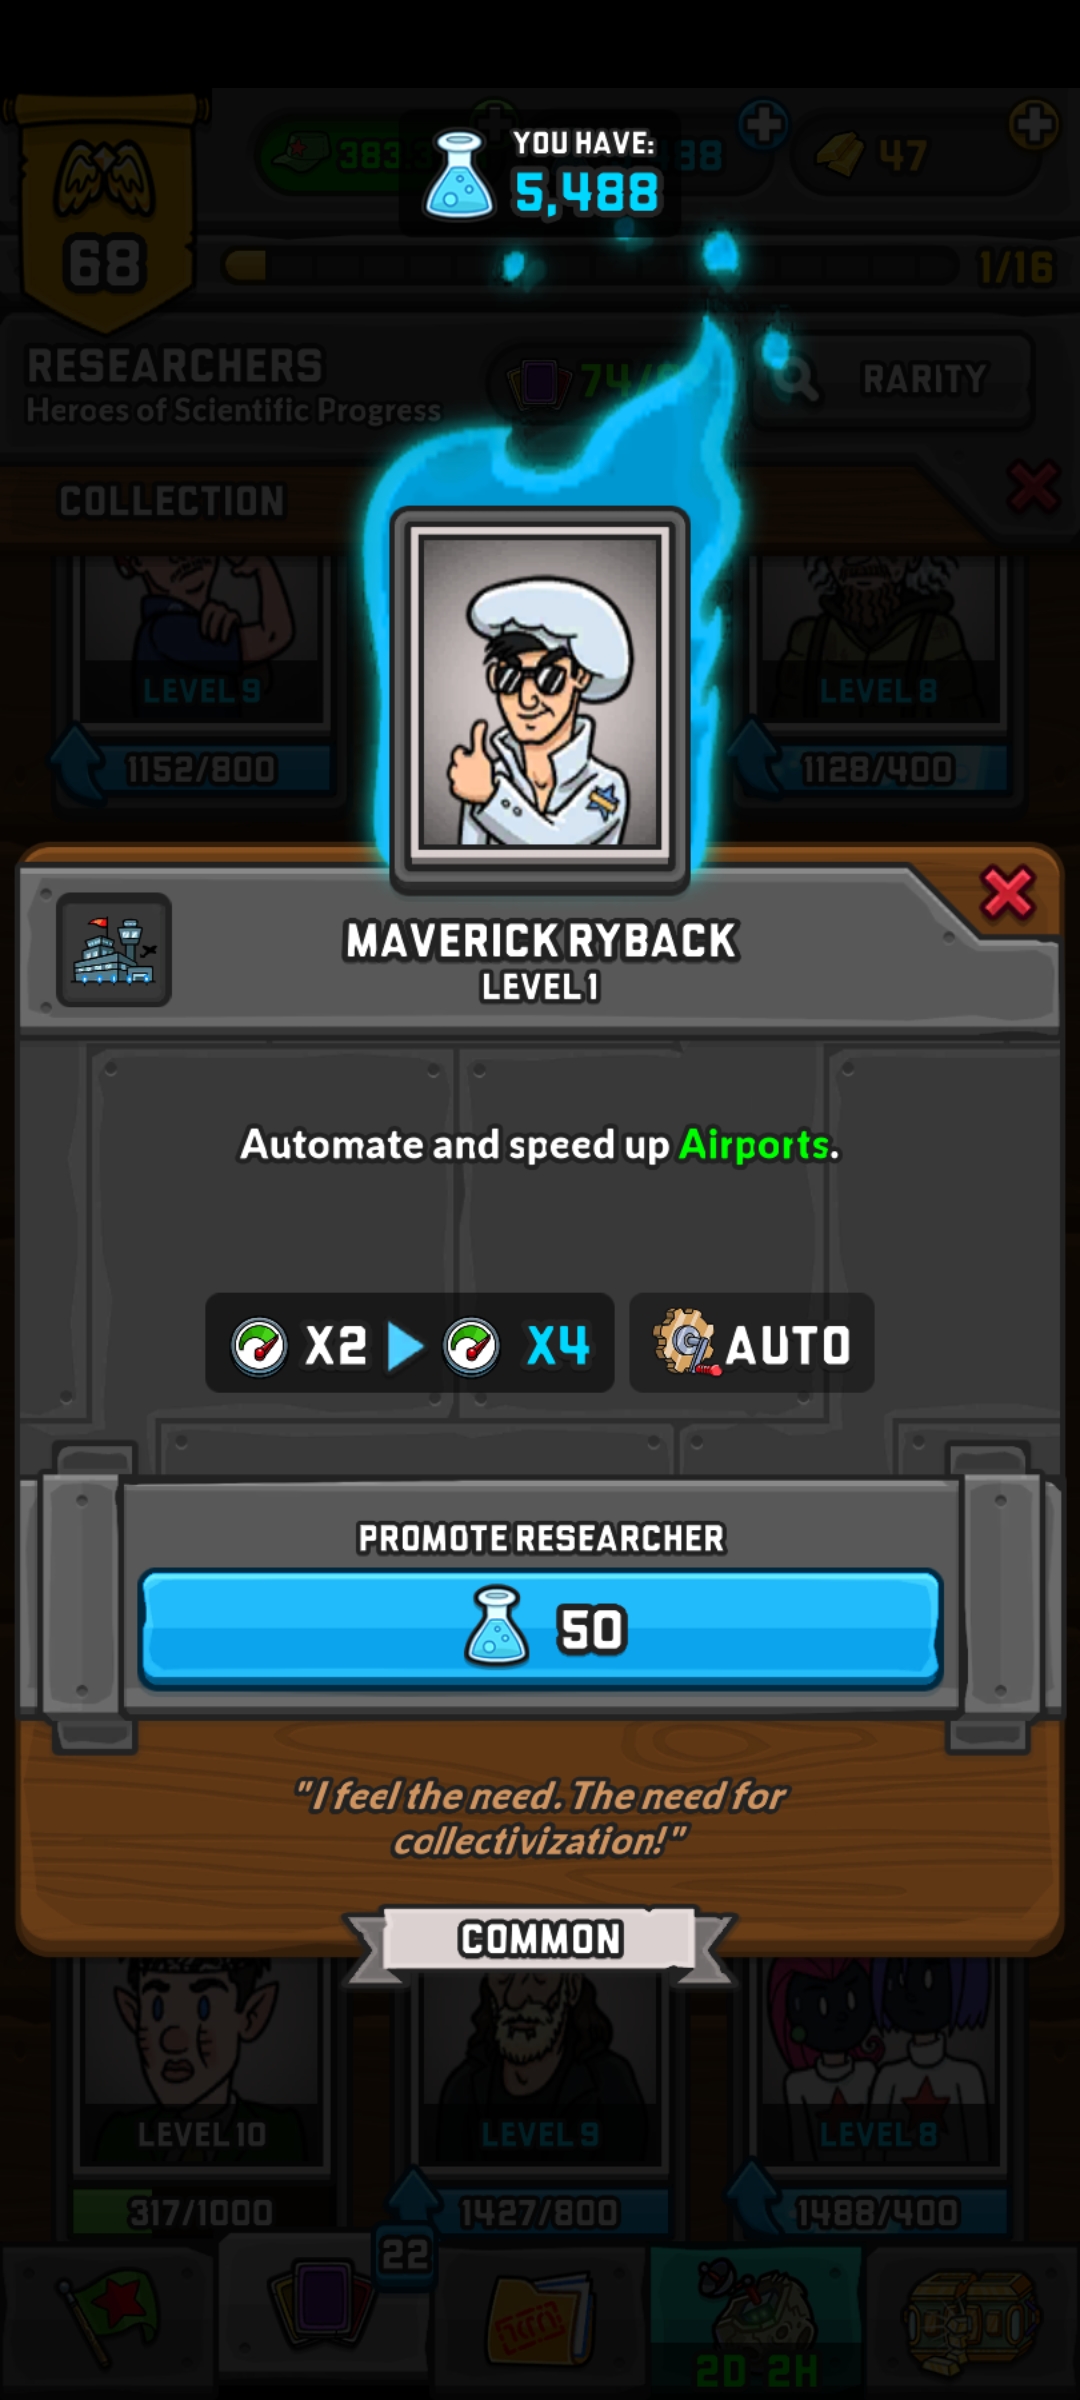 YOU HAVE:
5,488
47
68
1/16
RESEARCHERS
Heroes of Scientific Progress
RARITY
COLLECTION
LEVEL 9
LEVEL 8
1152/800
1128/400
MAVERICK RYBACK
LEVEL 1
Automate and speed up Airports.
X2 X4 AUTO
PROMOTE RESEARCHER
50
"I feel the need. The need for
collectivization!"
COMMON
LEVEL 10
LEVEL 9
LEVEL 8
317/1000
1427/800
1488/400
22
2D 2H